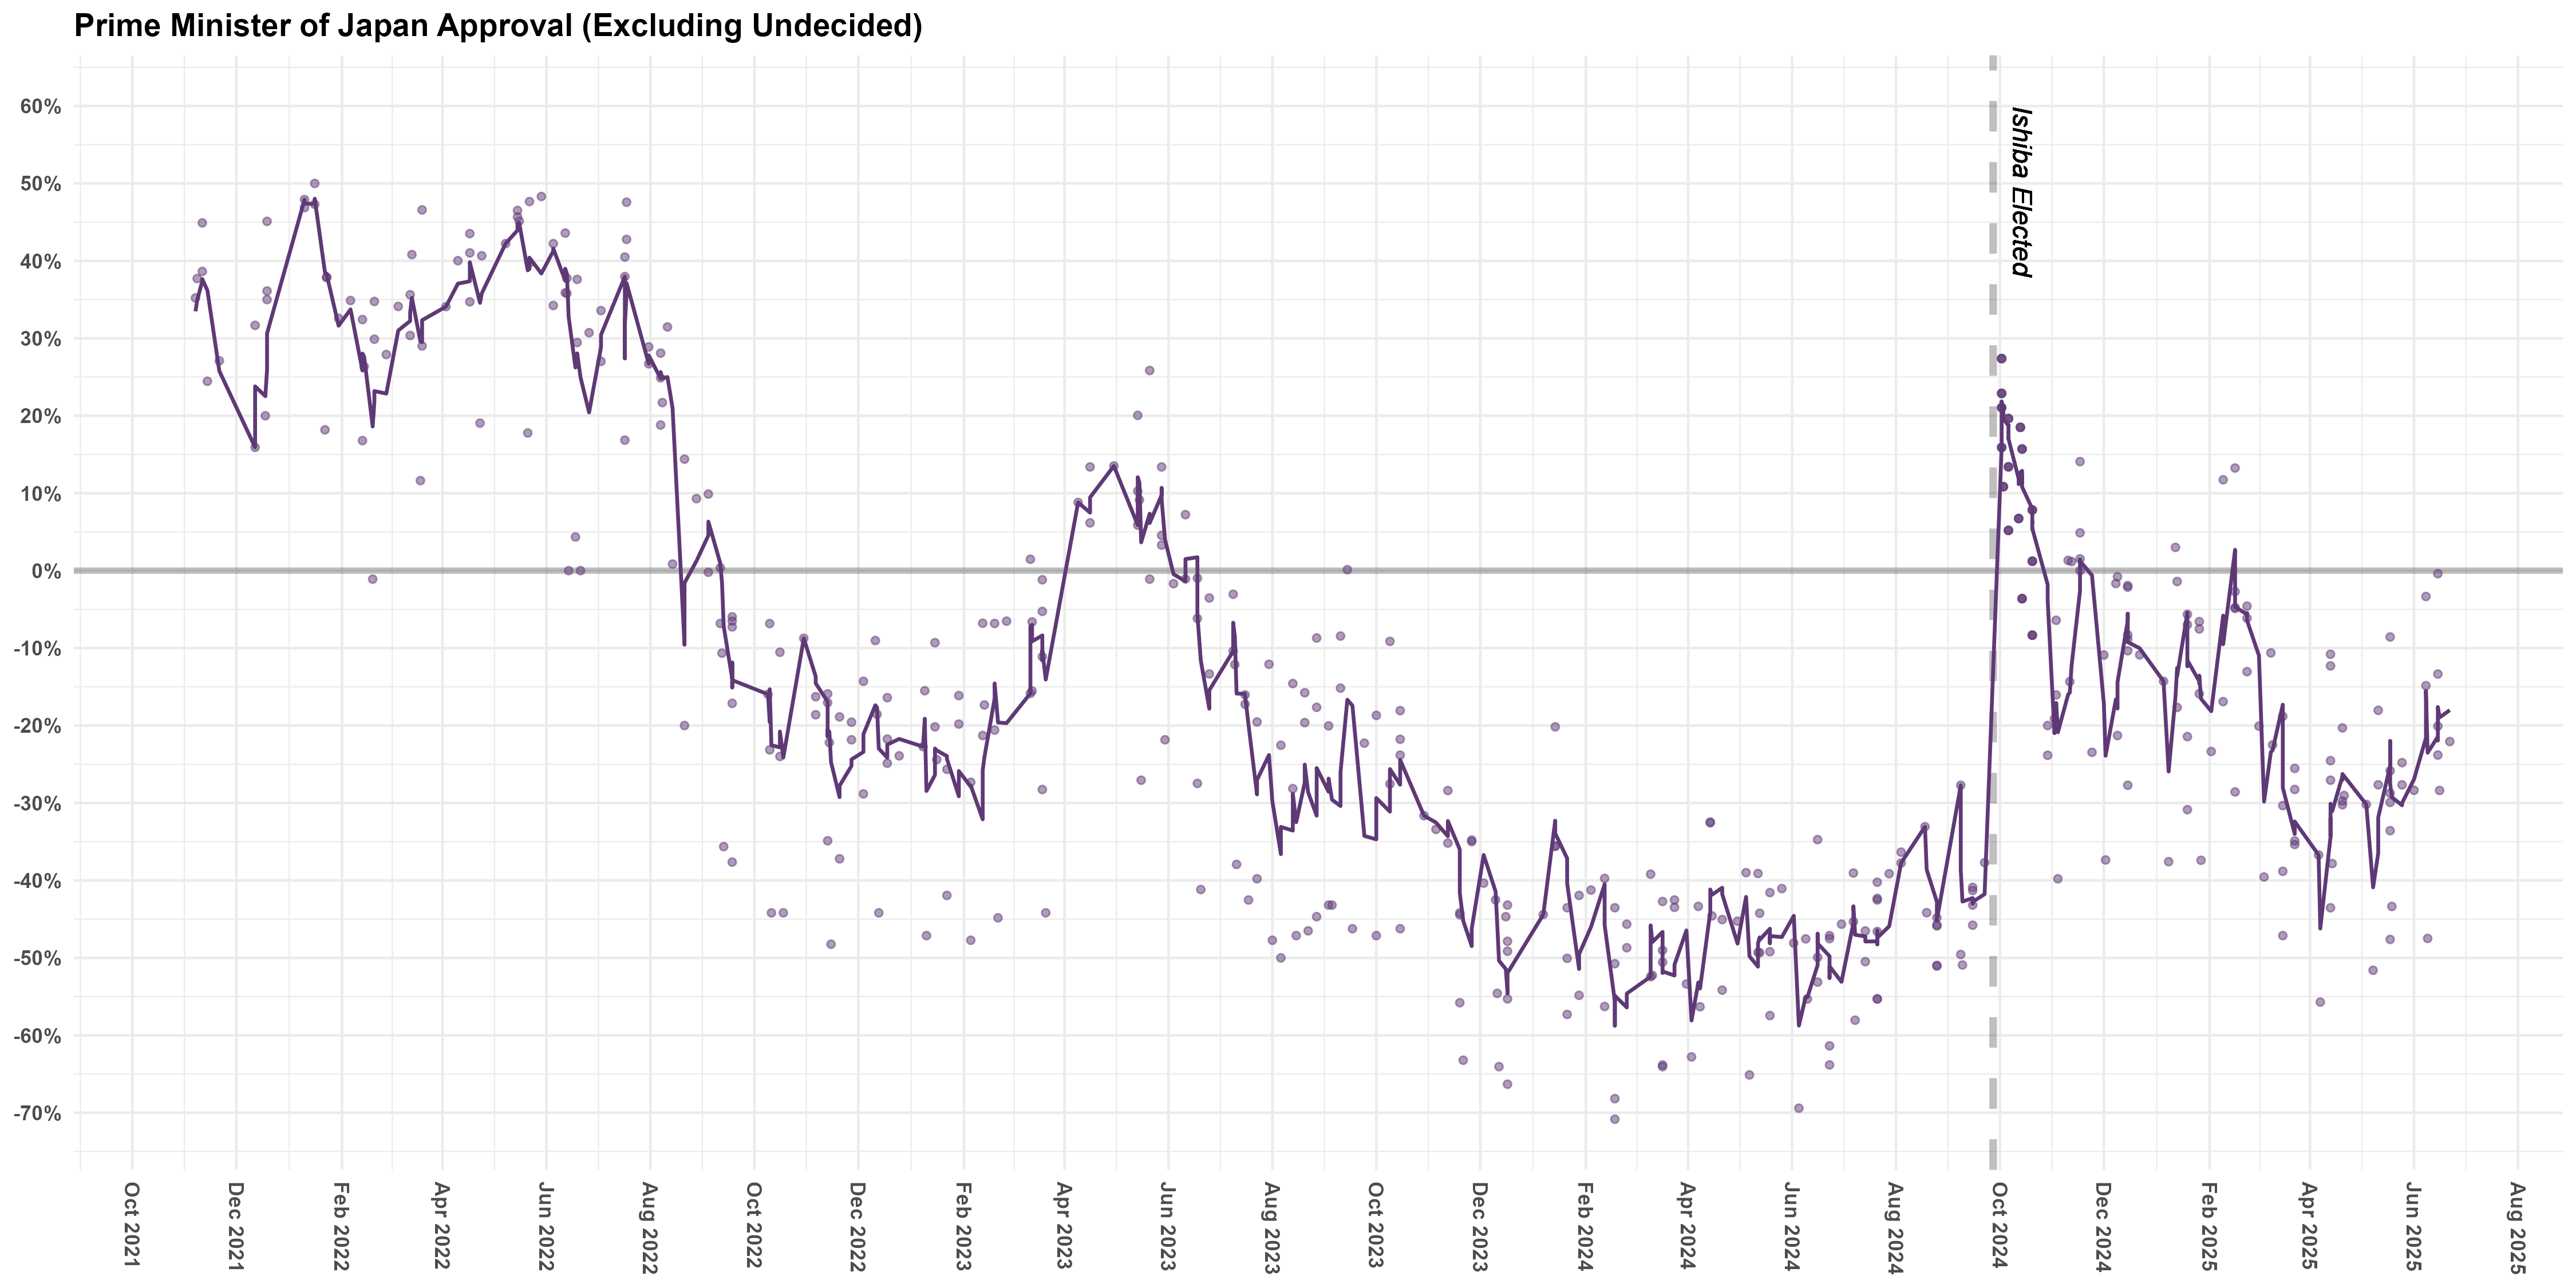 Prime Minister of Japan Approval (Excluding Undecided)
60%
50%
40%
30%
20%
10%
0%
-10%
-20%
-30%
-40%
-50%
-60%
-70%
Ishiba Elected
Oct 2021
Dec 2021
Feb 2022
Apr 2022
Jun 2022
Aug 2022
Oct 2022
Dec 2022
Feb 2023
Apr 2023
Jun 2023
Aug 2023
Oct 2023
Dec 2023
Feb 2024
Apr 2024
Jun 2024
Aug 2024
Oct 2024
Dec 2024
Feb 2025
Apr 2025
Jun 2025
Aug 2025